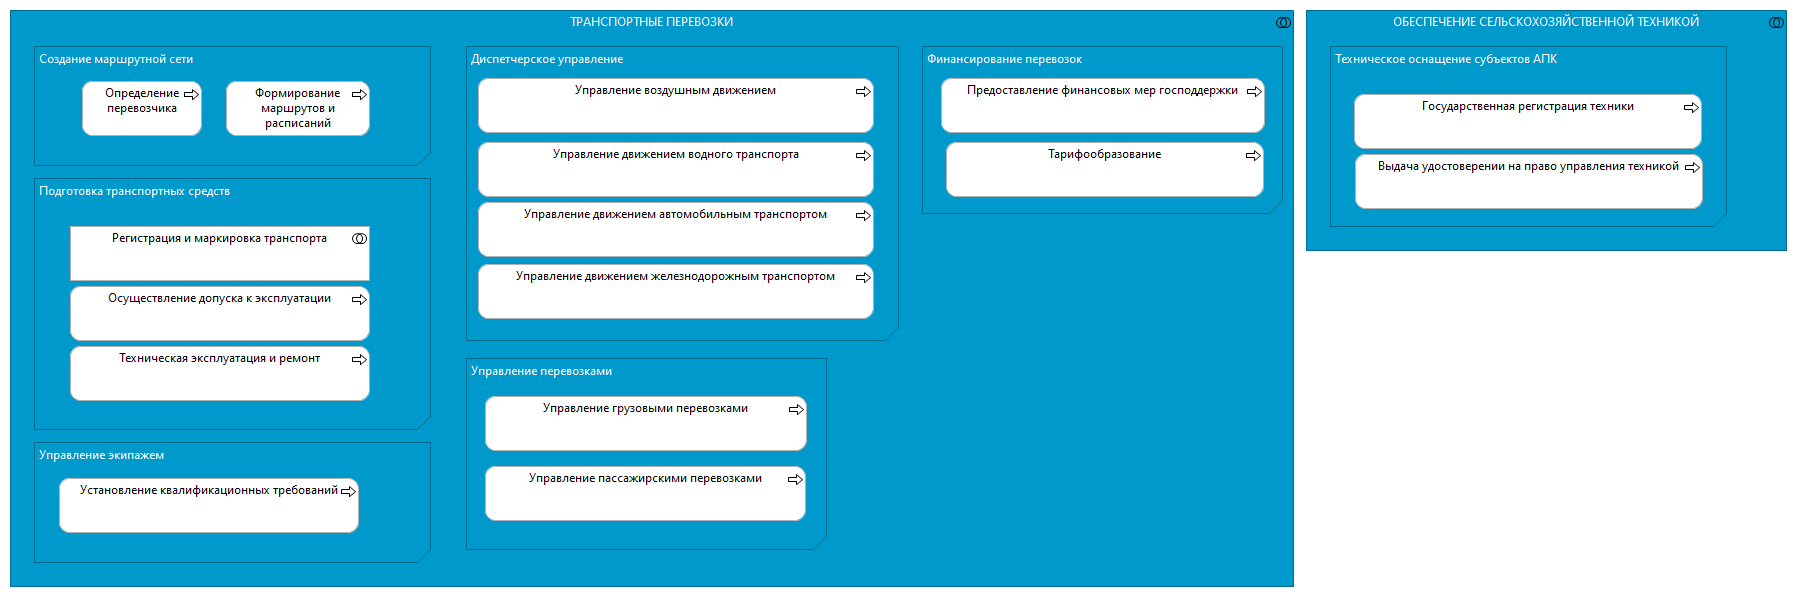 ТРАНСПОРТНЫЕ ПЕРЕВОЗКИ
Создание маршрутной сети
Определение
перевозчика
Формирование
маршрутов и
расписаний
Подготовка транспортных средств
Регистрация и маркировка транспорта
Осуществление допуска к эксплуатации
Техническая эксплуатация и ремонт
Управление экипажем
Установление квалификационных требований
Диспетчерское управление
Управление воздушным движением
Управление движением водного транспорта
Управление движением автомобильным транспортом
Управление движением железнодорожным транспортом
Управление перевозками
Управление грузовыми перевозками
Управление пассажирскими перевозками
Финансирование перевозок
Предоставление финансовых мер господдержки
Тарифообразование
ОБЕСПЕЧЕНИЕ СЕЛЬСКОХОЗЯЙСТВЕННОЙ ТЕХНИКОЙ
Техническое оснащение субъектов АПК
Государственная регистрация техники
Выдача удостоверении на право управления техникой